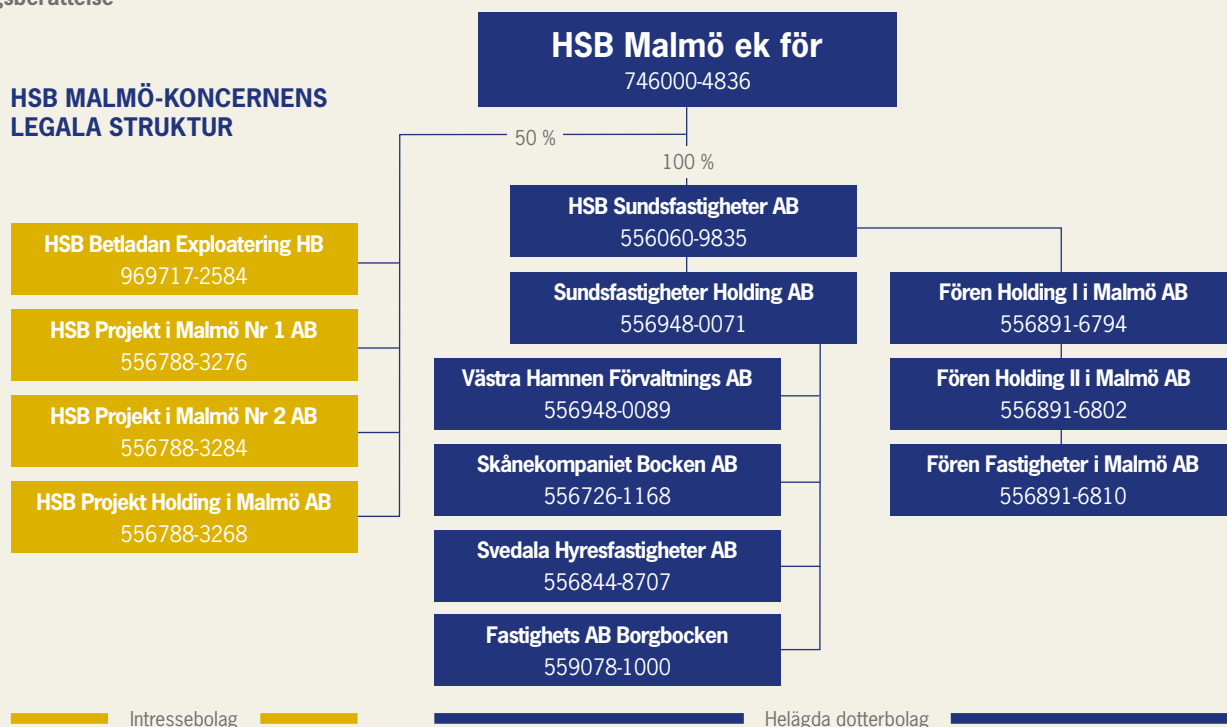 HSB Malmö ek för
746000-4836
HSB MALMÖ-KONCERNENS
LEGALA STRUKTUR
50 %
100 %
HSB Sundsfastigheter AB
556060-9835
HSB Betladan Exploatering HB
969717-2584
HSB Projekt i Malmö Nr 1 AB
556788-3276
HSB Projekt i Malmö Nr 2 AB
556788-3284
HSB Projekt Holding i Malmö AB
556788-3268
Sundsfastigheter Holding AB
556948-0071
Västra Hamnen Förvaltnings AB
556948-0089
Skånekompaniet Bocken AB
556726-1168
Svedala Hyresfastigheter AB
556844-8707
Fastighets AB Borgbocken
559078-1000
Fören Holding I i Malmö AB
556891-6794
Fören Holding II i Malmö AB
556891-6802
Fören Fastigheter i Malmö AB
556891-6810
Intressebolag
Helägda dotterbolag